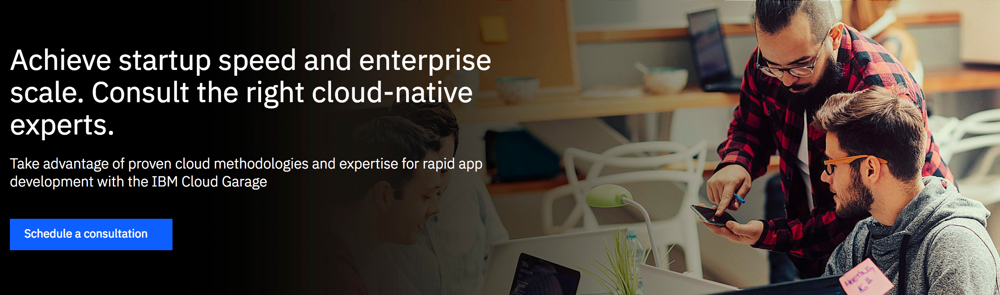 Achieve startup speed and enterprise
scale. Consult the right cloud-native
experts.
Take advantage of proven cloud methodologies and expertise for rapid app
development with the IBM Cloud Garage
Schedule a consultation